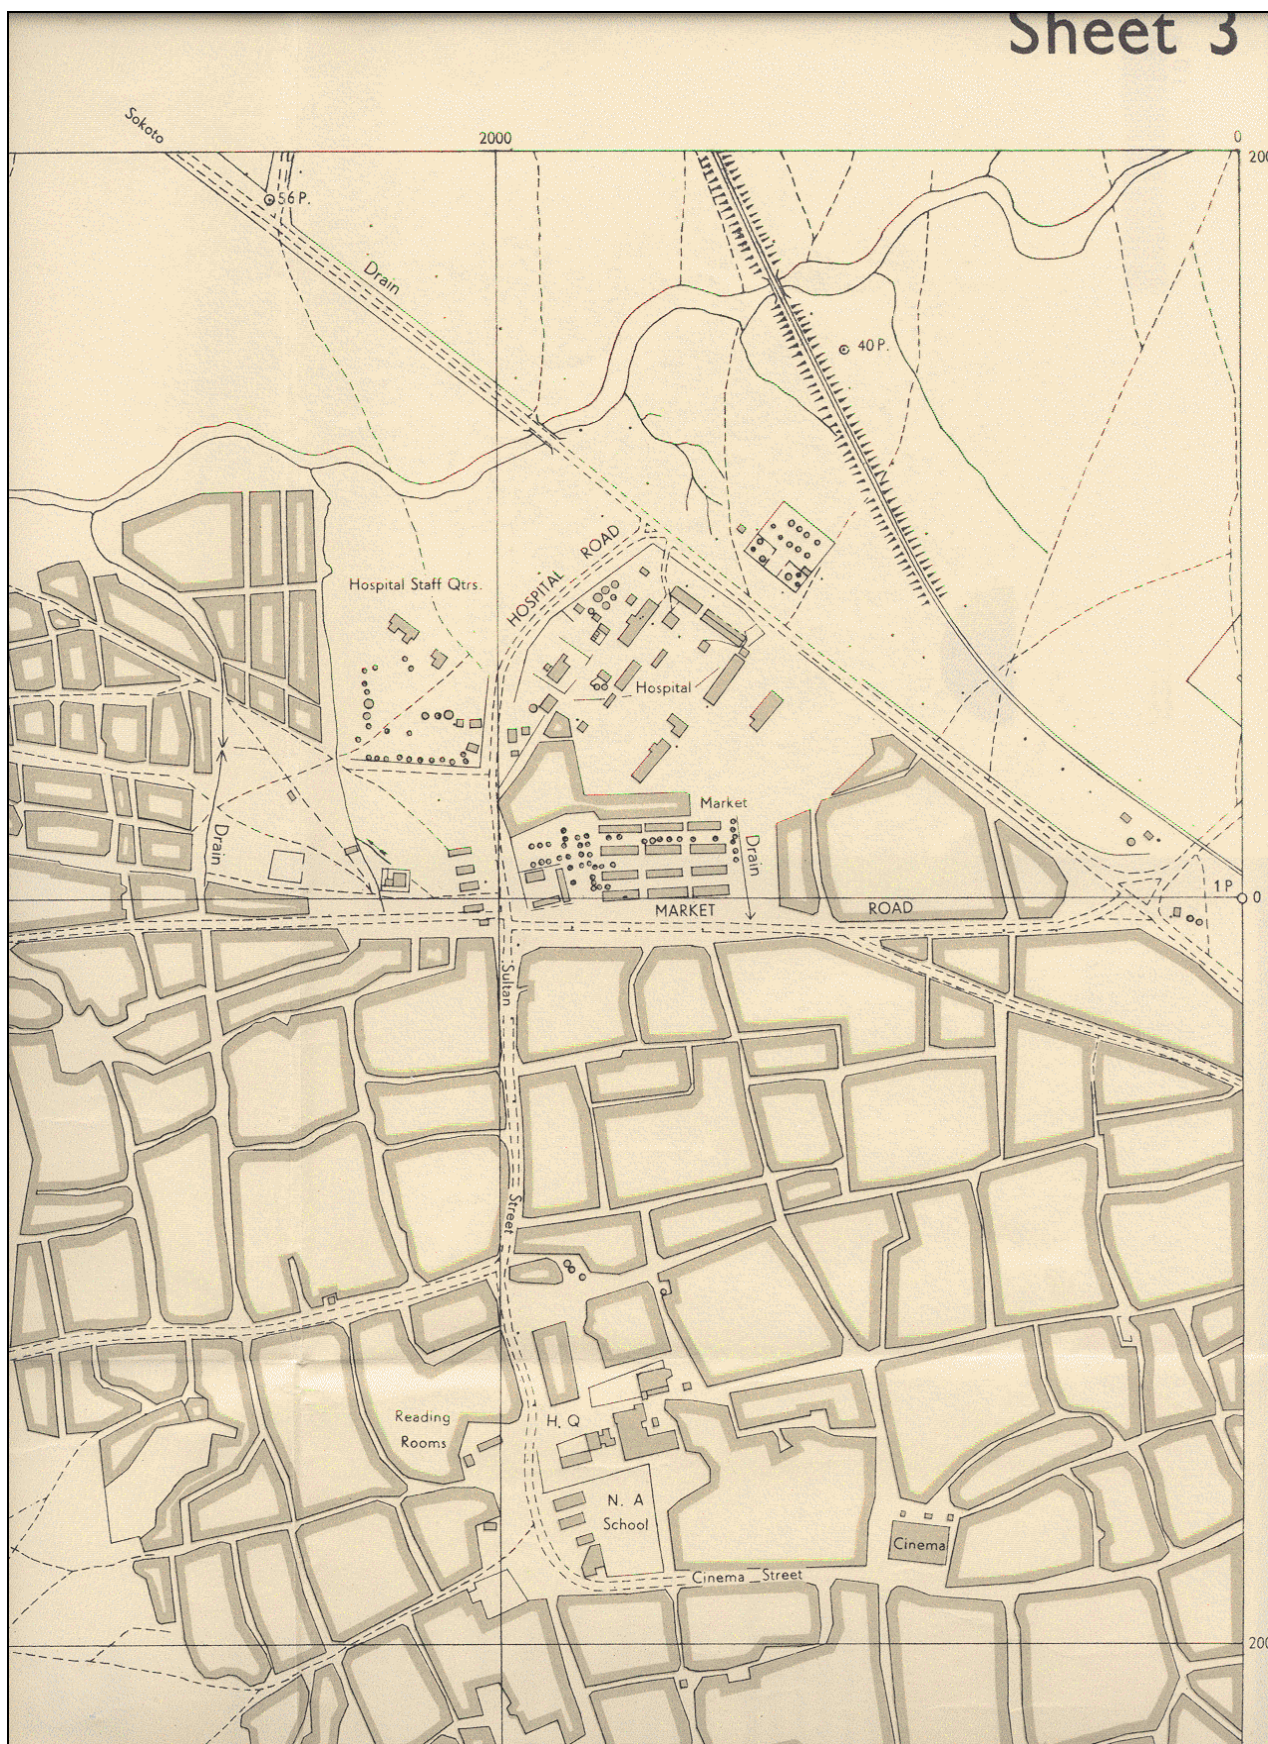 Sheet 3
Sokoto
2000
0
200
56 P.
Drain
40 P.
HOSPITAL ROAD
Hospital Staff Qtrs.
Hospital
Market
Drain
Drain
1 P
0
MARKET ROAD
Sultan Street
Reading
Rooms
H. Q
N. A
School
Cinema
Cinema Street
200